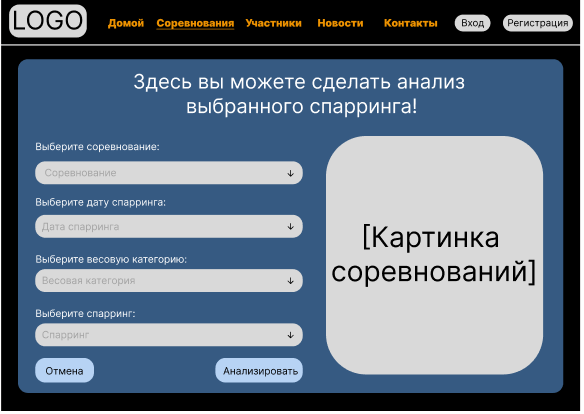 LOGO
Домой Соревнования Участники Новости Контакты Вход Регистрация
Здесь вы можете сделать анализ
выбранного спарринга!
Выберите соревнование:
Соревнование
Выберите дату спарринга:
Дата спарринга
Выберите весовую категорию:
Весовая категория
Выберите спарринг:
Спарринг
Отмена
Анализировать
[Картинка
соревнований]